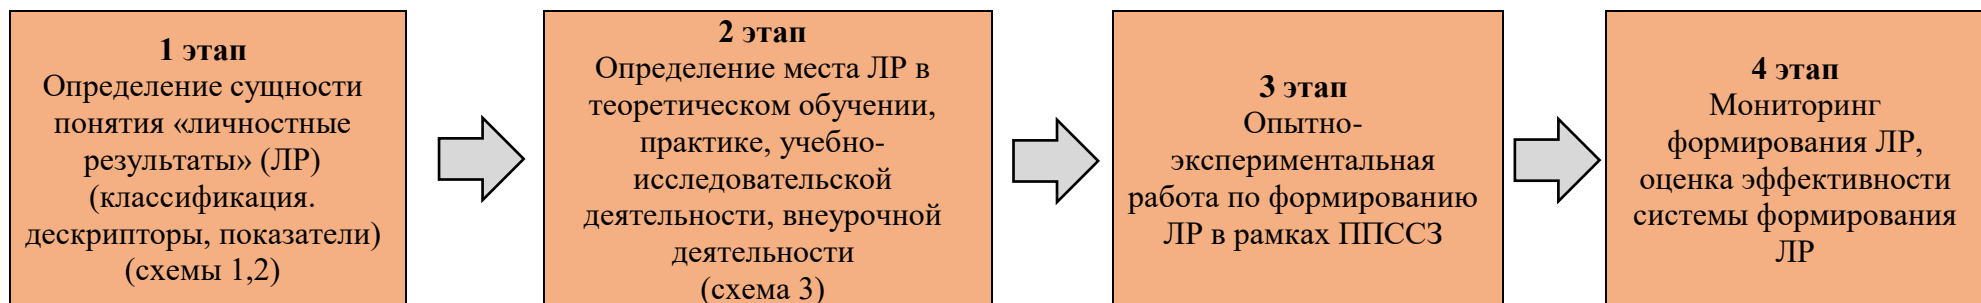 1 этап
Определение сущности
понятия «личностные
результаты» (ЛР)
(классификация.
дескрипторы, показатели)
(схемы 1,2)
2 этап
Определение места ЛР в
теоретическом обучении,
практике, учебно-
исследовательской
деятельности, внеурочной
деятельности
(схема 3)
3 этап
Опытно-
экспериментальная
работа по формированию
ЛР в рамках ППССЗ
4 этап
Мониторинг
формирования ЛР,
оценка эффективности
системы формирования
ЛР